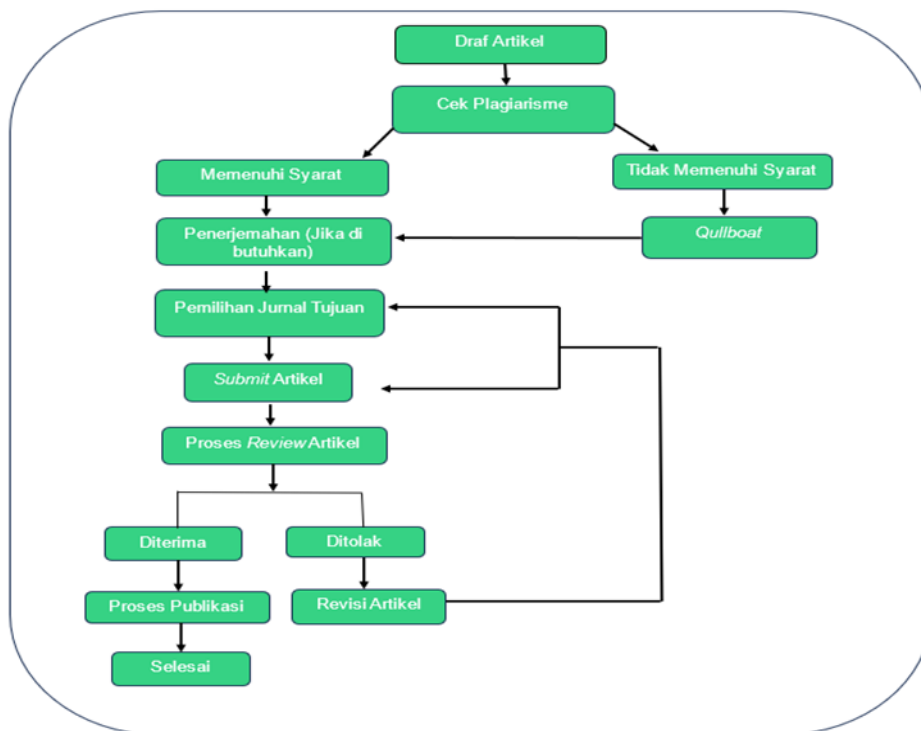 Draf Artikel
Cek Plagiarisme
Memenuhi Syarat
Tidak Memenuhi Syarat
Penerjemahan (Jika di
butuhkan)
Qullboat
Pemilihan Jurnal Tujuan
Submit Artikel
Proses Review Artikel
Diterima
Ditolak
Proses Publikasi
Revisi Artikel
Selesai